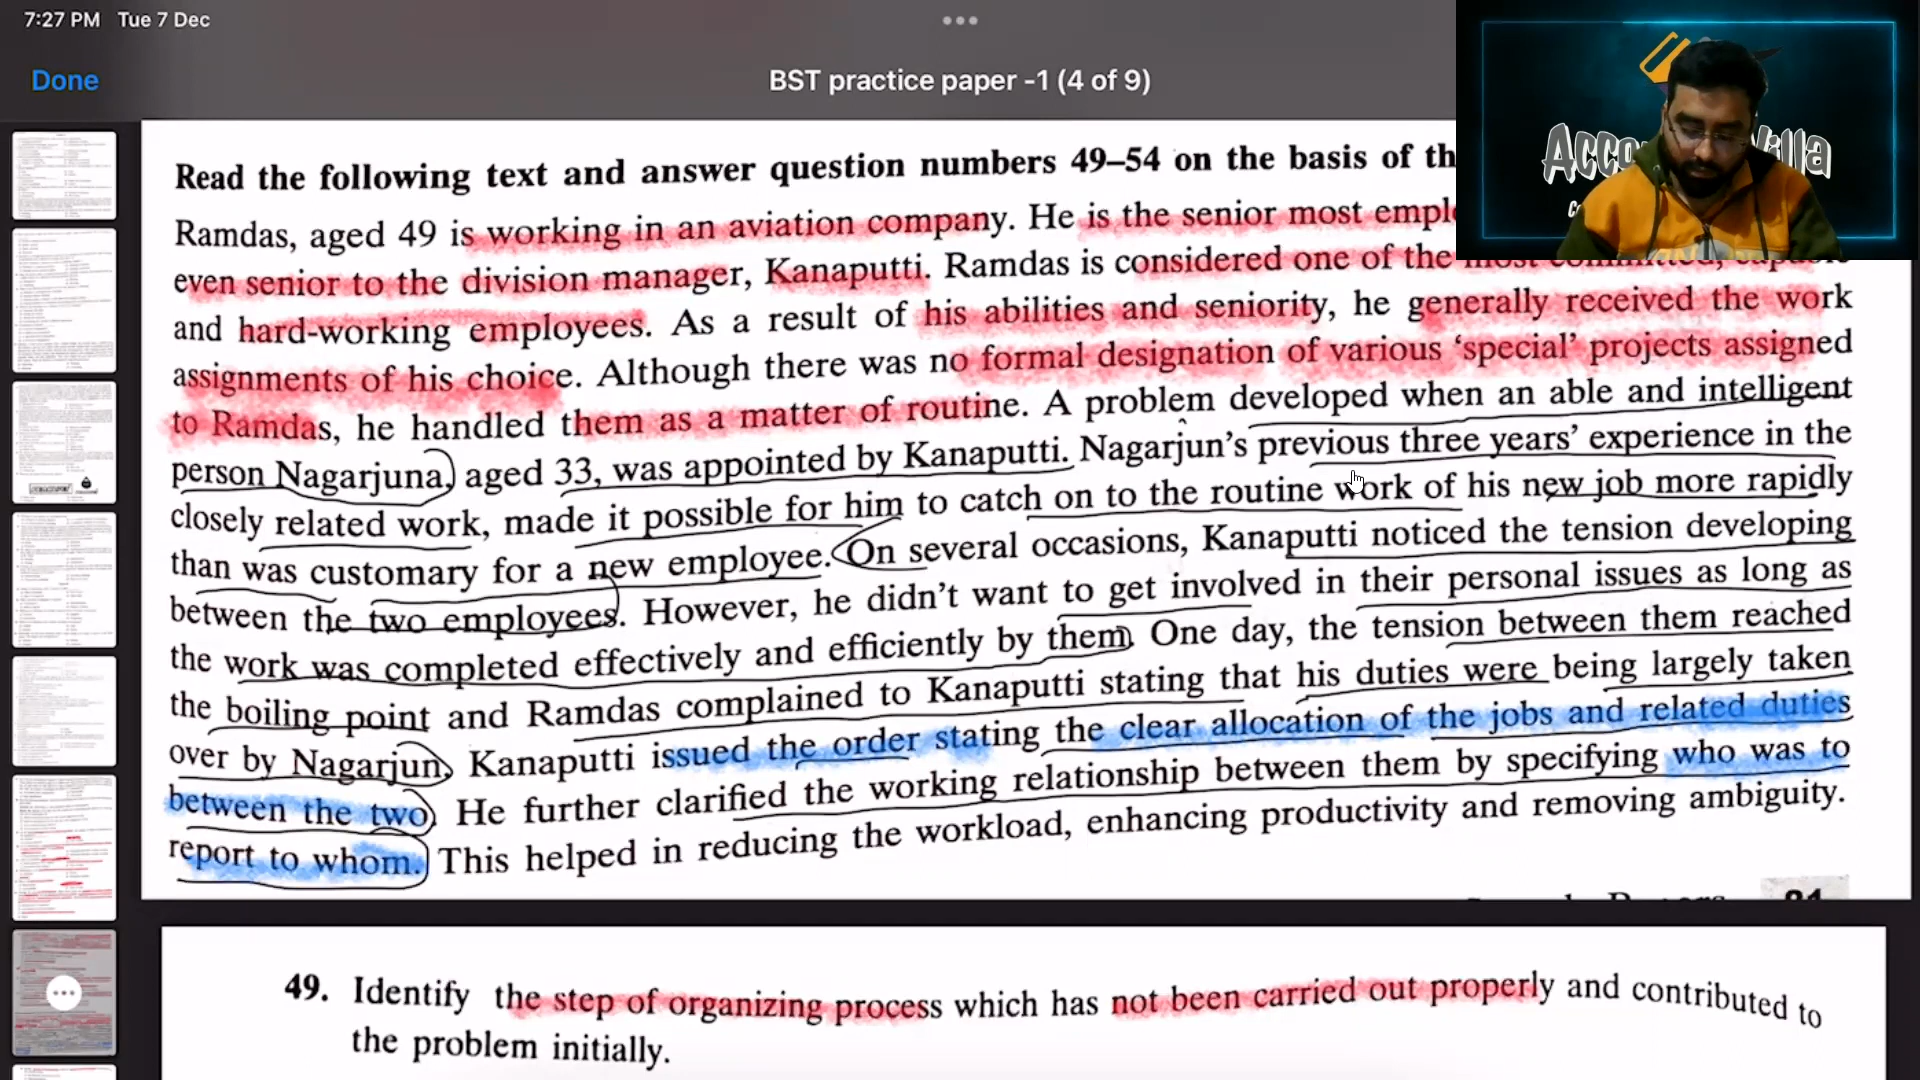 7:27 PM Tue 7 Dec
Done
BST practice paper -1 (4 of 9)
Read the following text and answer question numbers 49–54 on the basis of th
Ramdas, aged 49 is working in an aviation company. He is the senior most empl
even senior to the division manager, Kanaputti. Ramdas is considered one of the most committed,
and hard-working employees. As a result of his abilities and seniority, he generally received the work
assignments of his choice. Although there was no formal designation of various ‘special’ projects assigned
to Ramdas, he handled them as a matter of routine. A problem developed when an able and intelligent
person Nagarjuna, aged 33, was appointed by Kanaputti. Nagarjun’s previous three years’ experience in the
closely related work, made it possible for him to catch on to the routine work of his new job more rapidly
than was customary for a new employee. On several occasions, Kanaputti noticed the tension developing
between the two employees. However, he didn’t want to get involved in their personal issues as long as
the work was completed effectively and efficiently by them. One day, the tension between them reached
the boiling point and Ramdas complained to Kanaputti stating that his duties were being largely taken
over by Nagarjun. Kanaputti issued the order stating the clear allocation of the jobs and related duties
between the two. He further clarified the working relationship between them by specifying who was to
report to whom. This helped in reducing the workload, enhancing productivity and removing ambiguity.
49. Identify the step of organizing process which has not been carried out properly and contributed to
the problem initially.